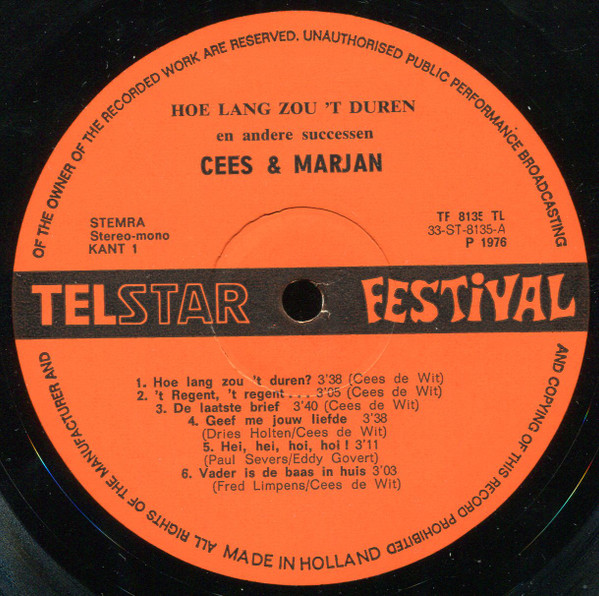 ALL RIGHTS OF THE MANUFACTURER AND OF THE OWNER OF THE RECORDED WORK ARE RESERVED. UNAUTHORISED PUBLIC PERFORMANCE BROADCASTING AND COPYING OF THIS RECORD PROHIBITED
HOE LANG ZOU 'T DUREN
en andere successen
CEES & MARJAN
STEMRA
Stereo-mono
KANT 1
TF 8135 TL
33-ST-8135-A
P 1976
TELSTAR FESTiVAL
1. Hoe lang zou 't duren? 3'38 (Cees de Wit)
2. 't Regent, 't regent.... 3'05 (Cees de Wit)
3. De laatste brief 3'40 (Cees de Wit)
4. Geef me jouw liefde 3'38
(Dries Holten/Cees de Wit)
5. Hei, hei, hoi, hoi! 3'11
(Paul Severs/Eddy Govert)
6. Vader is de baas in huis 3'03
(Fred Limpens/Cees de Wit)
MADE IN HOLLAND